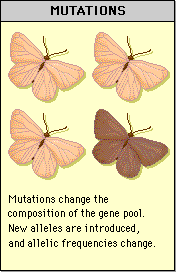 MUTATIONS
Mutations change the
composition of the gene pool.
New alleles are introduced,
and allelic frequencies change.